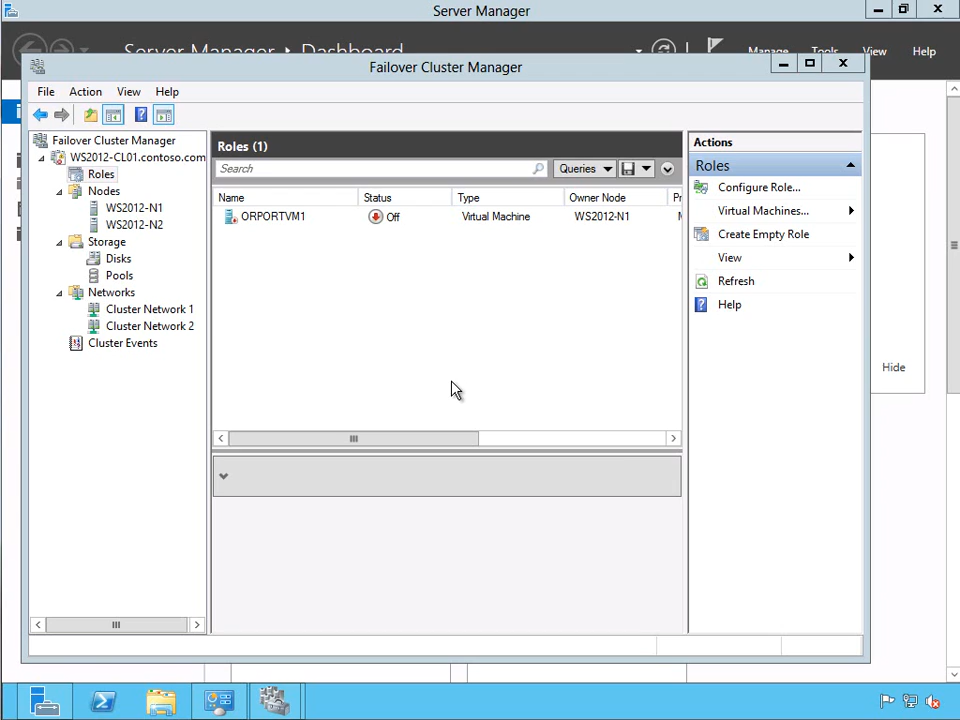 Server Manager
Server Manager • Dashboard
Manage Tools View Help
Failover Cluster Manager
File Action View Help
Failover Cluster Manager
WS2012-CL01.contoso.com
Roles
Nodes
WS2012-N1
WS2012-N2
Storage
Disks
Pools
Networks
Cluster Network 1
Cluster Network 2
Cluster Events
Roles (1)
Search Queries
Name Status Type Owner Node
ORPORTVM1 Off Virtual Machine WS2012-N1
Actions
Roles
Configure Role...
Virtual Machines...
Create Empty Role
View
Refresh
Help
Hide